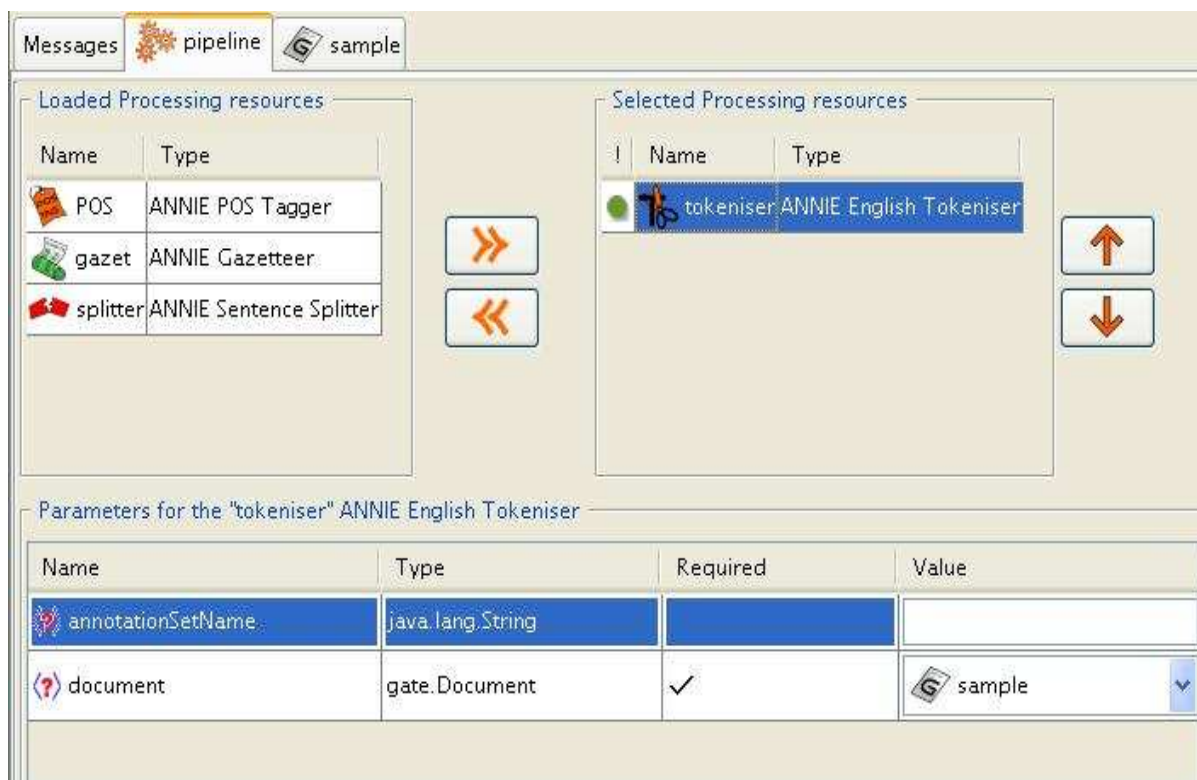 Messages pipeline sample
Loaded Processing resources
Name Type
POS ANNIE POS Tagger
gazet ANNIE Gazetteer
splitter ANNIE Sentence Splitter
Selected Processing resources
! Name Type
tokeniser ANNIE English Tokeniser
Parameters for the "tokeniser" ANNIE English Tokeniser
Name Type Required Value
annotationSetName java.lang.String
document gate.Document ✓ sample